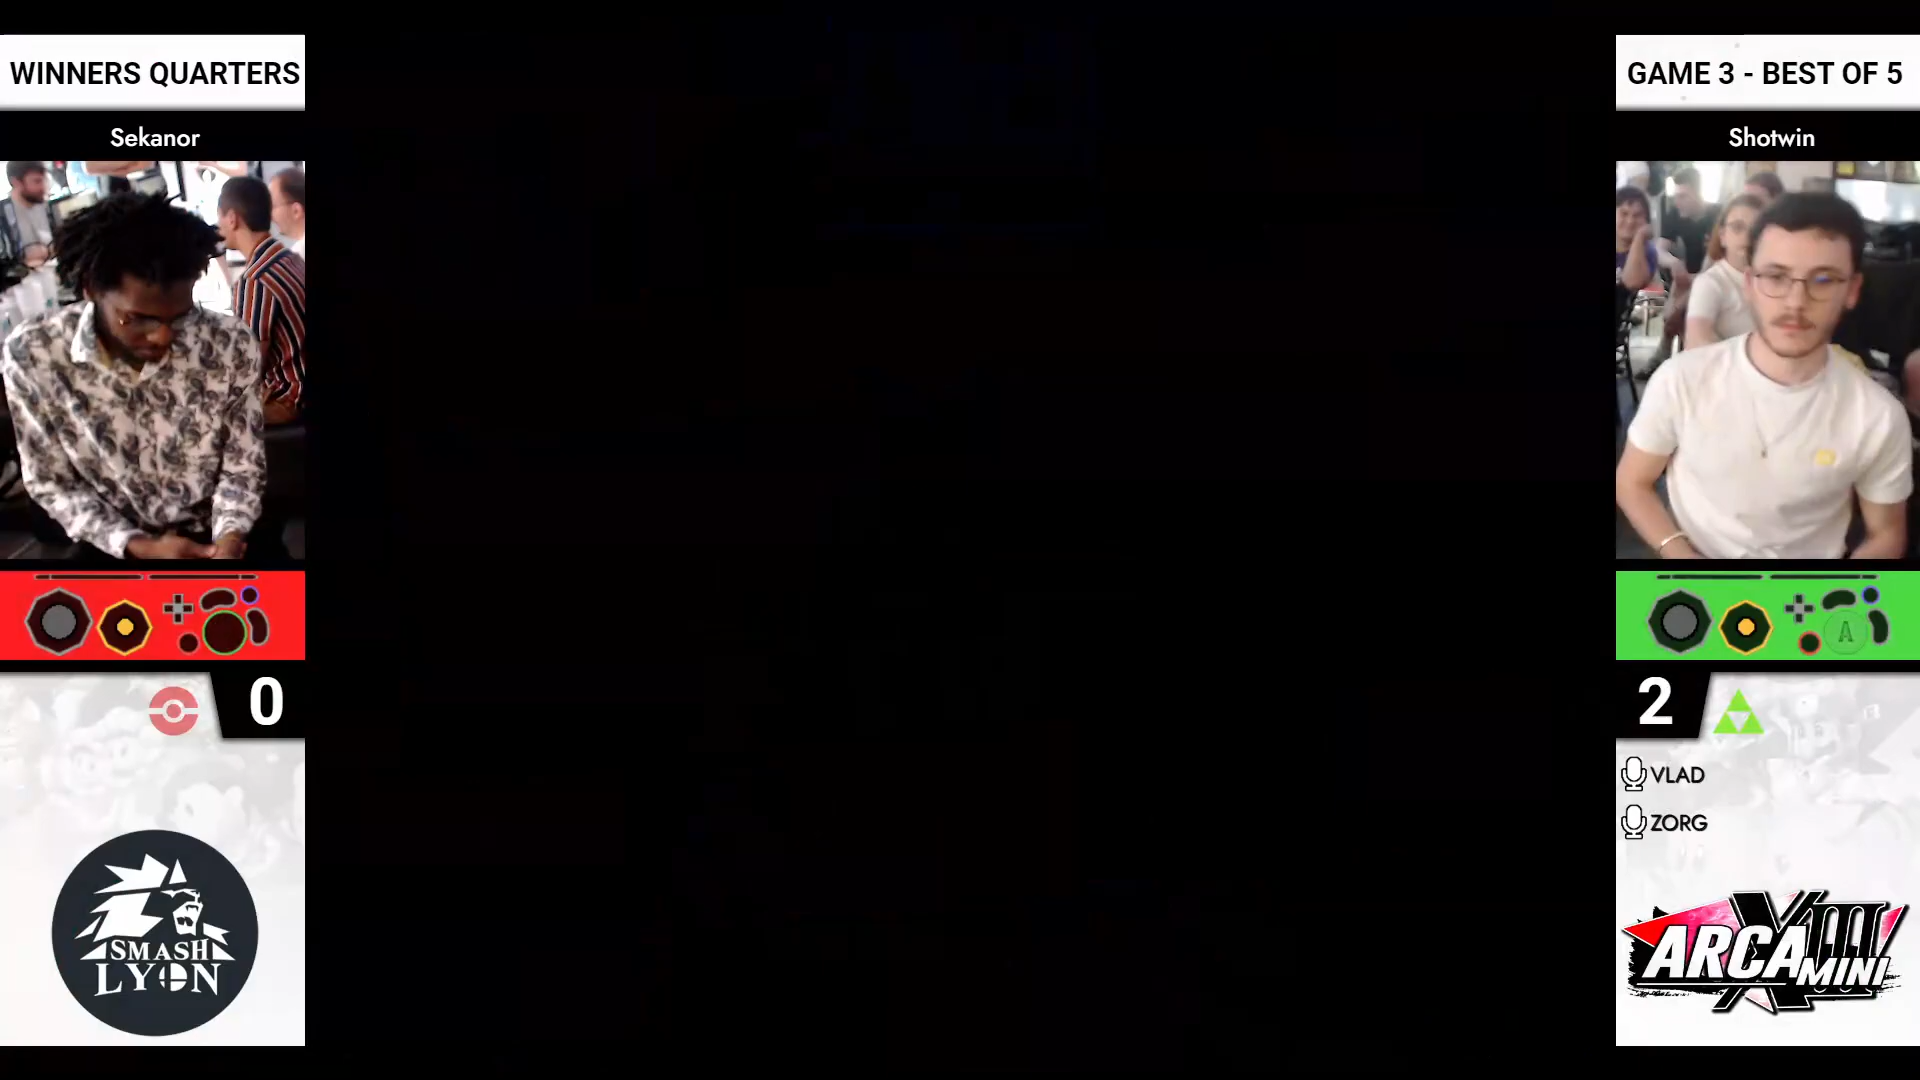 WINNERS QUARTERS
Sekanor
0
SMASH
LYON
GAME 3 - BEST OF 5
Shotwin
A
2
VLAD
ZORG
ARCA XIII
MINI